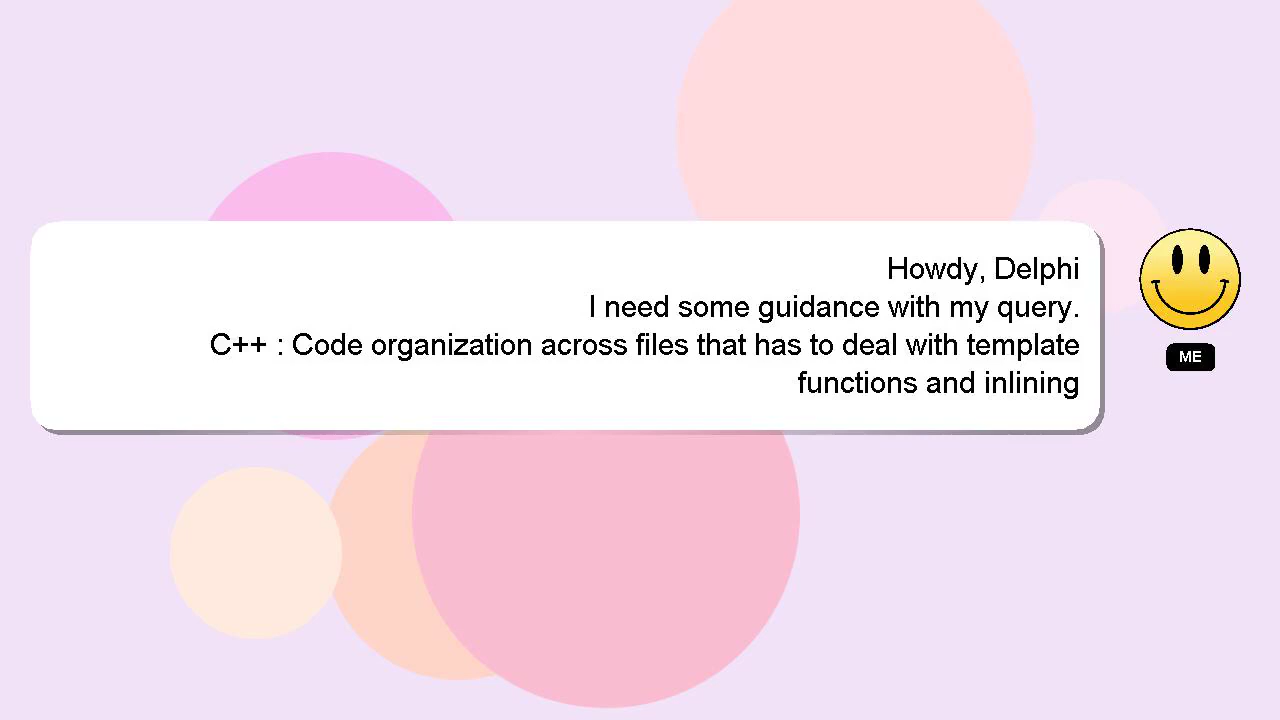 Howdy, Delphi
I need some guidance with my query.
C++ : Code organization across files that has to deal with template
functions and inlining
ME